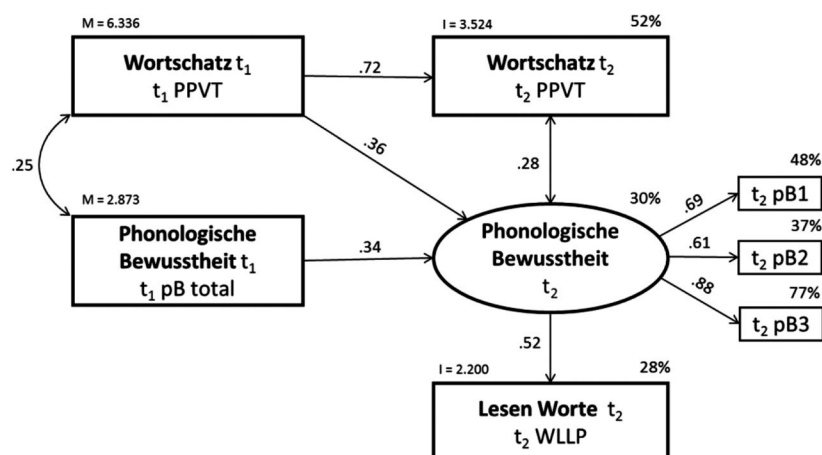 M = 6.336
Wortschatz t₁
t₁ PPVT
.72
I = 3.524
52%
Wortschatz t₂
t₂ PPVT
.25
.36
.28
M = 2.873
Phonologische
Bewusstheit t₁
t₁ pB total
.34
30%
Phonologische
Bewusstheit
t₂
.69
48%
t₂ pB1
.61
37%
t₂ pB2
.88
77%
t₂ pB3
.52
I = 2.200
28%
Lesen Worte t₂
t₂ WLLP